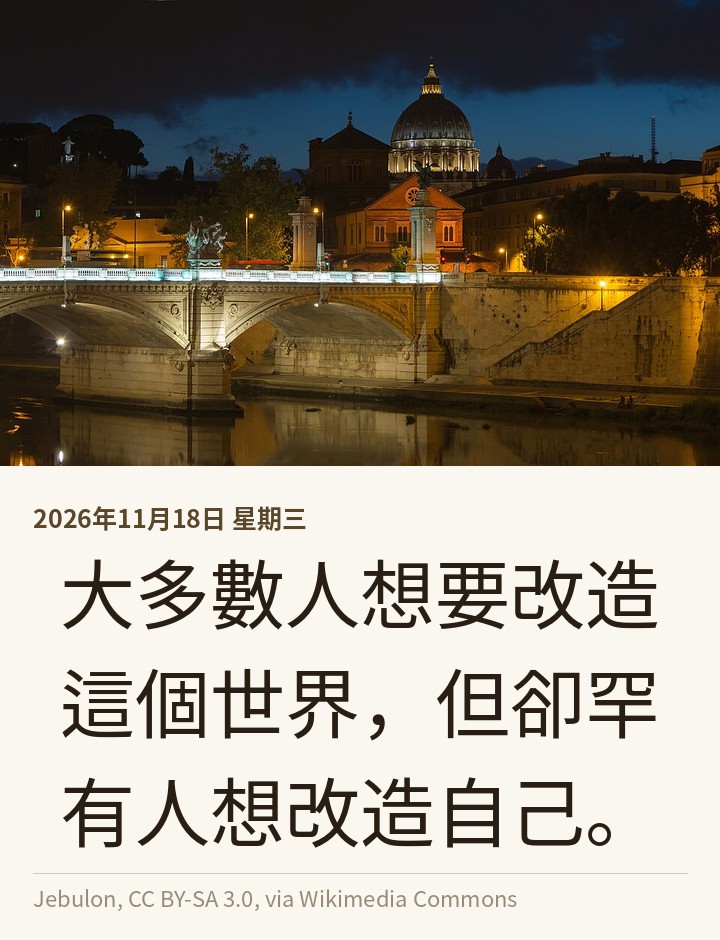 2026年11月18日 星期三
大多數人想要改造
這個世界，但卻罕
有人想改造自己。
Jebulon, CC BY-SA 3.0, via Wikimedia Commons